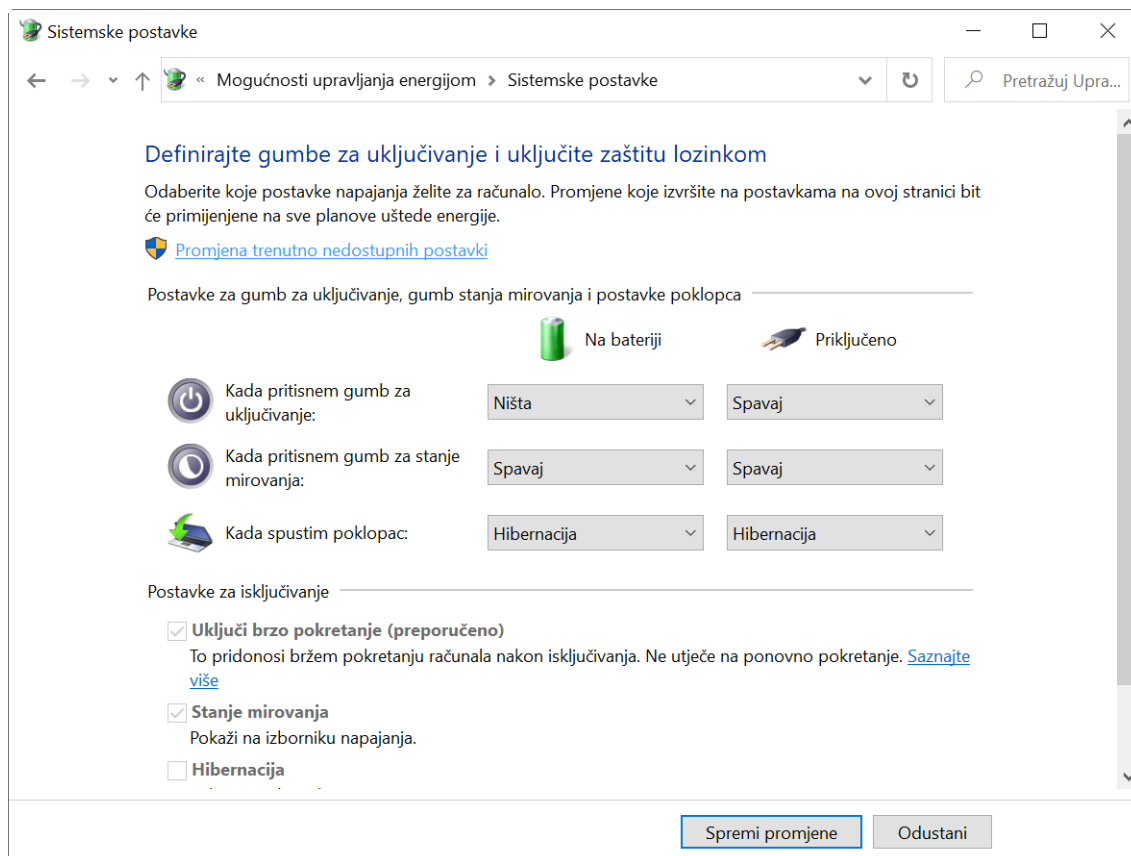 Sistemske postavke
« Mogućnosti upravljanja energijom > Sistemske postavke
Pretražuj Upra...
Definirajte gumbe za uključivanje i uključite zaštitu lozinkom
Odaberite koje postavke napajanja želite za računalo. Promjene koje izvršite na postavkama na ovoj stranici bit
će primijenjene na sve planove uštede energije.
Promjena trenutno nedostupnih postavki
Postavke za gumb za uključivanje, gumb stanja mirovanja i postavke poklopca
Na bateriji
Priključeno
Kada pritisnem gumb za
uključivanje:
Ništa
Spavaj
Kada pritisnem gumb za stanje
mirovanja:
Spavaj
Spavaj
Kada spustim poklopac:
Hibernacija
Hibernacija
Postavke za isključivanje
Uključi brzo pokretanje (preporučeno)
To pridonosi bržem pokretanju računala nakon isključivanja. Ne utječe na ponovno pokretanje. Saznajte
više
Stanje mirovanja
Pokaži na izborniku napajanja.
Hibernacija
Spremi promjene
Odustani